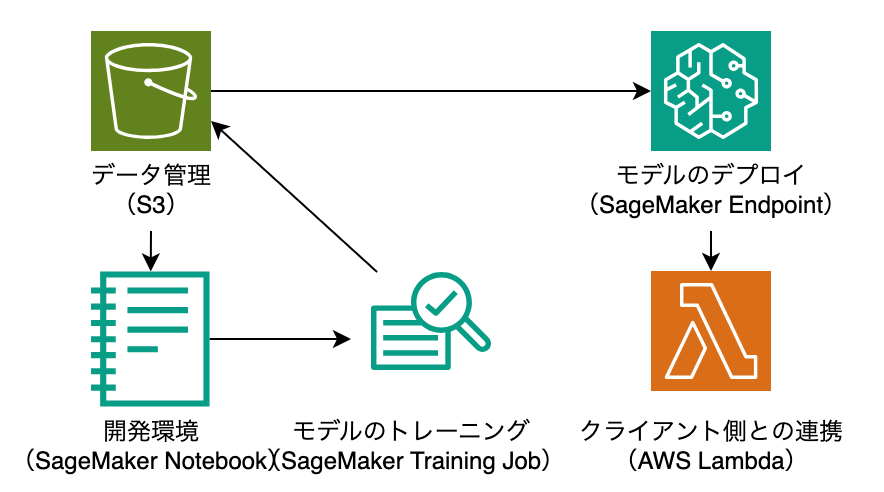 データ管理
（S3）
モデルのデプロイ
（SageMaker Endpoint）
開発環境
（SageMaker Notebook）
モデルのトレーニング
（SageMaker Training Job）
クライアント側との連携
（AWS Lambda）